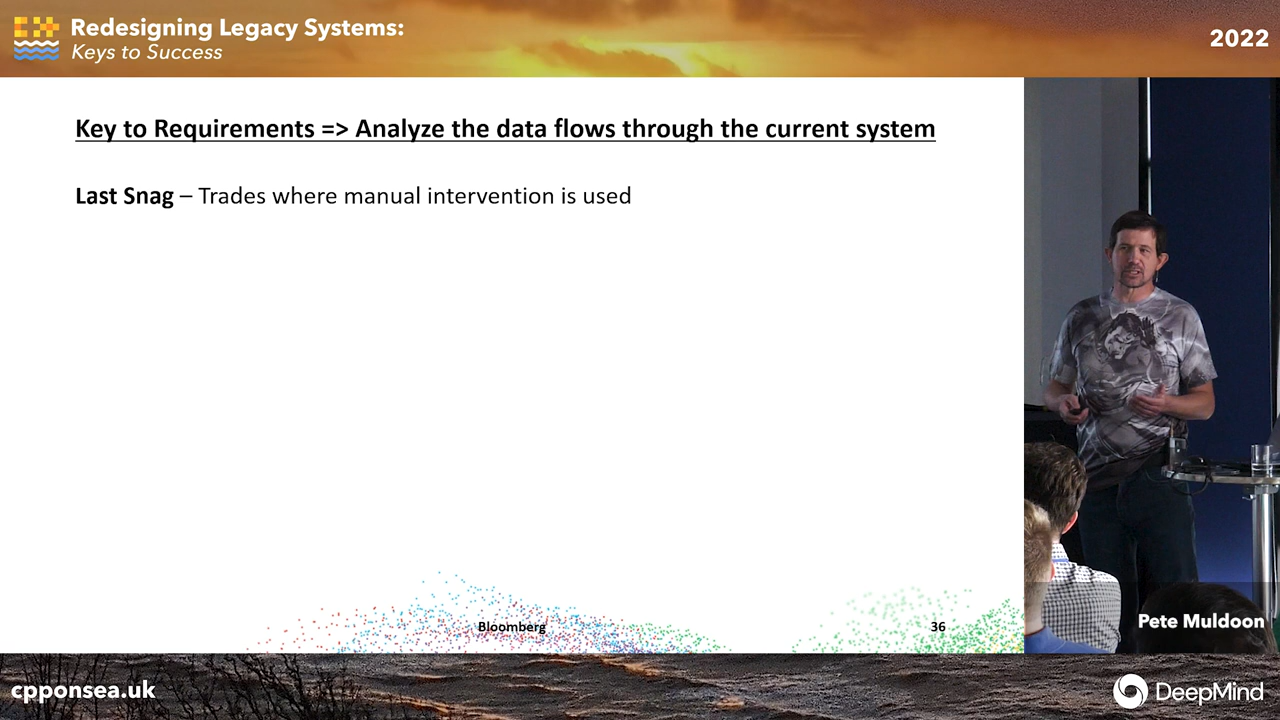 Redesigning Legacy Systems:
Keys to Success
2022
Key to Requirements => Analyze the data flows through the current system
Last Snag – Trades where manual intervention is used
Bloomberg
36
Pete Muldoon
cpponsea.uk
DeepMind